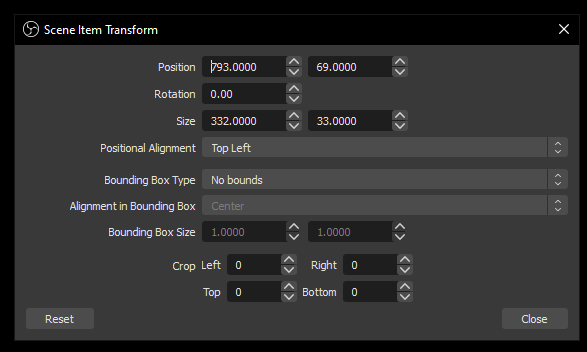 Scene Item Transform
Position 793.0000 69.0000
Rotation 0.00
Size 332.0000 33.0000
Positional Alignment Top Left
Bounding Box Type No bounds
Alignment in Bounding Box Center
Bounding Box Size 1.0000 1.0000
Crop Left 0 Right 0
Top 0 Bottom 0
Reset Close